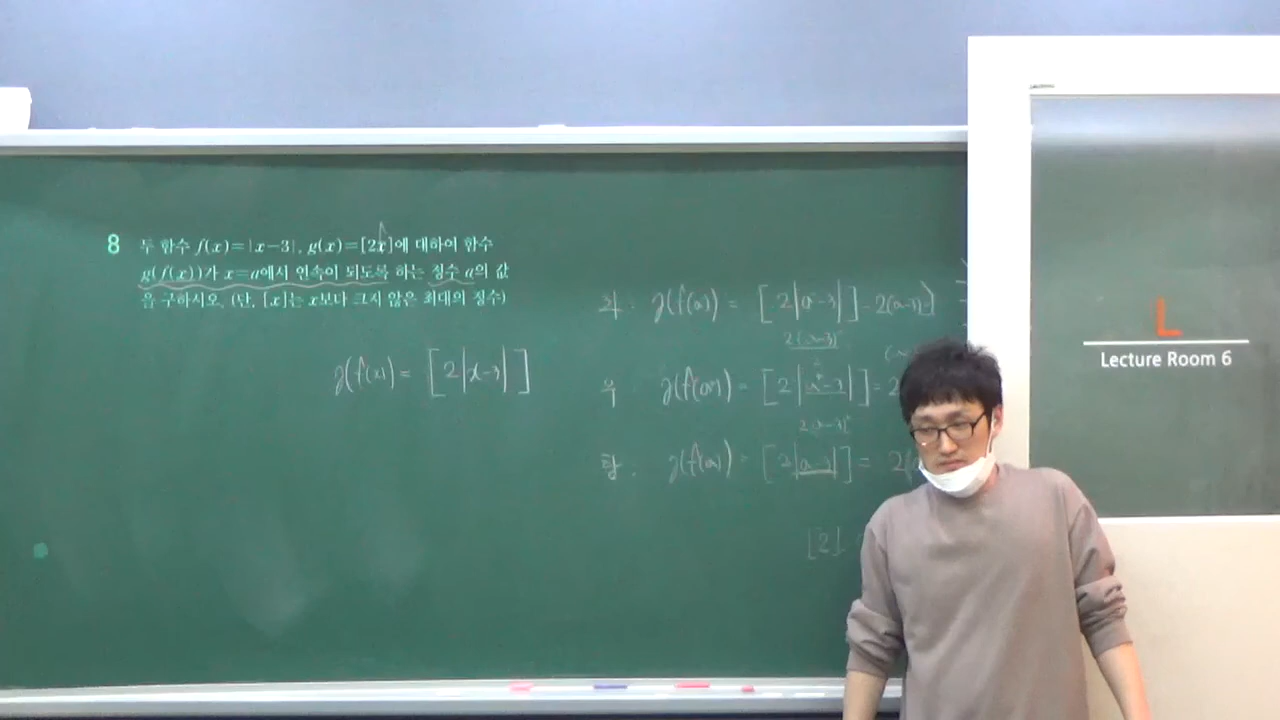 8 두 함수 f(x)=|x-3|, g(x)=[2x]에 대하여 함수
g(f(x))가 x=a에서 연속이 되도록 하는 정수 a의 값
을 구하시오. (단, [x]는 x보다 크지 않은 최대의 정수)
g(f(x)) = [2|x-3|]
좌 : g(f(a⁻)) = [2|a⁻-3|]
우 : g(f(a⁺)) = [2|a⁺-3|] = 2
함 : g(f(a)) = [2|a-3|] = 2
[2]
L
Lecture Room 6